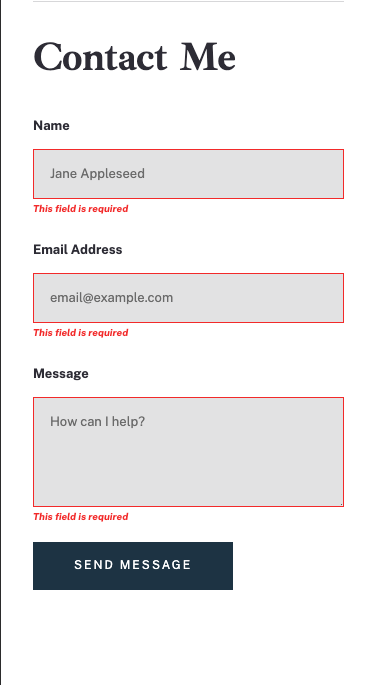 Contact Me
Name
Jane Appleseed
This field is required
Email Address
email@example.com
This field is required
Message
How can I help?
This field is required
SEND MESSAGE